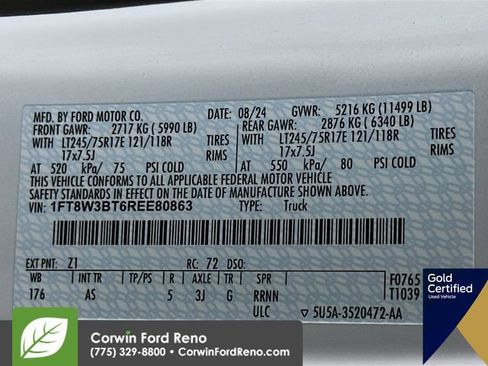 MFD. BY FORD MOTOR CO. DATE: 08/24 GVWR: 5216 KG (11499 LB)
FRONT GAWR: 2717 KG (5990 LB) REAR GAWR: 2876 KG (6340 LB)
WITH LT245/75R17E 121/118R TIRES WITH LT245/75R17E 121/118R TIRES
17x7.5J RIMS 17x7.5J RIMS
AT 520 kPa/ 75 PSI COLD AT 550 kPa/ 80 PSI COLD
THIS VEHICLE CONFORMS TO ALL APPLICABLE FEDERAL MOTOR VEHICLE
SAFETY STANDARDS IN EFFECT ON THE DATE OF MANUFACTURE SHOWN ABOVE.
VIN: 1FT8W3BT6REE80863 TYPE: Truck
EXT PNT: Z1 RC: 72 DSO:
WB INT TR TP/PS R AXLE TR SPR F0765
176 AS 5 3J G RRNN T1039
ULC ▽5U5A-3520472-AA
Gold
Certified
Used Vehicle
Corwin Ford Reno
(775) 329-8800 • CorwinFordReno.com